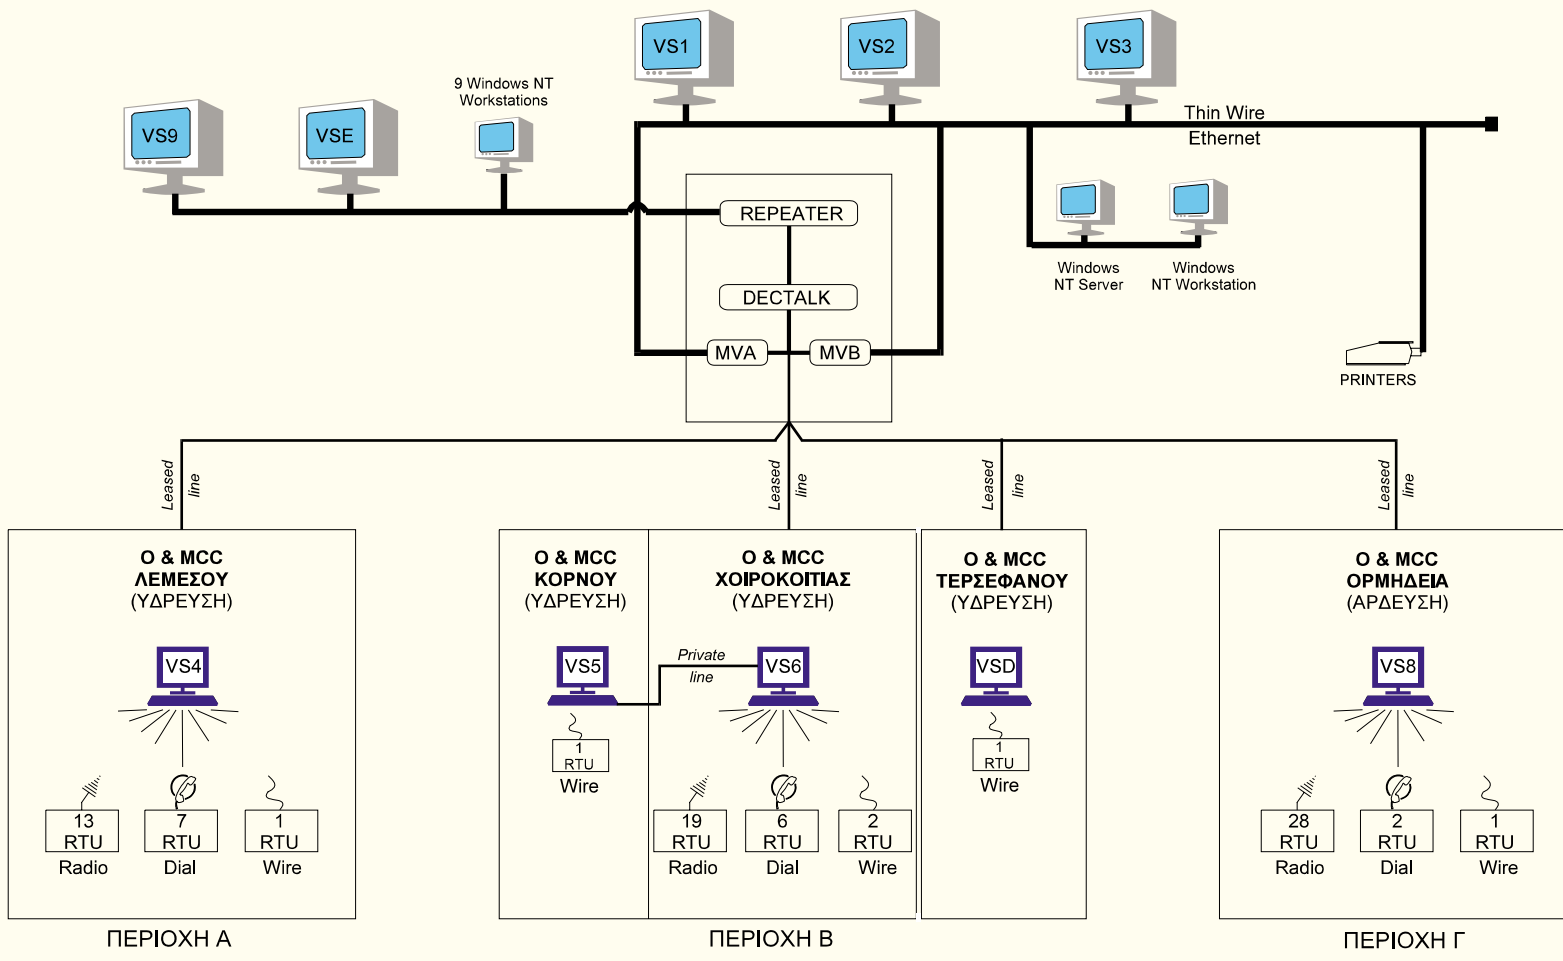 VS1
VS2
VS3
9 Windows NT
Workstations
VS9
VSE
Thin Wire
Ethernet
REPEATER
DECTALK
MVA
MVB
Windows
NT Server
Windows
NT Workstation
PRINTERS
Leased
line
Leased
line
Leased
line
Leased
line
O & MCC
ΛΕΜΕΣΟΥ
(ΥΔΡΕΥΣΗ)
VS4
13
RTU
Radio
7
RTU
Dial
1
RTU
Wire
O & MCC
ΚΟΡΝΟΥ
(ΥΔΡΕΥΣΗ)
VS5
1
RTU
Wire
Private
line
O & MCC
ΧΟΙΡΟΚΟΙΤΙΑΣ
(ΥΔΡΕΥΣΗ)
VS6
19
RTU
Radio
6
RTU
Dial
2
RTU
Wire
O & MCC
ΤΕΡΣΕΦΑΝΟΥ
(ΥΔΡΕΥΣΗ)
VSD
1
RTU
Wire
O & MCC
ΟΡΜΗΔΕΙΑ
(ΑΡΔΕΥΣΗ)
VS8
28
RTU
Radio
2
RTU
Dial
1
RTU
Wire
ΠΕΡΙΟΧΗ Α
ΠΕΡΙΟΧΗ Β
ΠΕΡΙΟΧΗ Γ